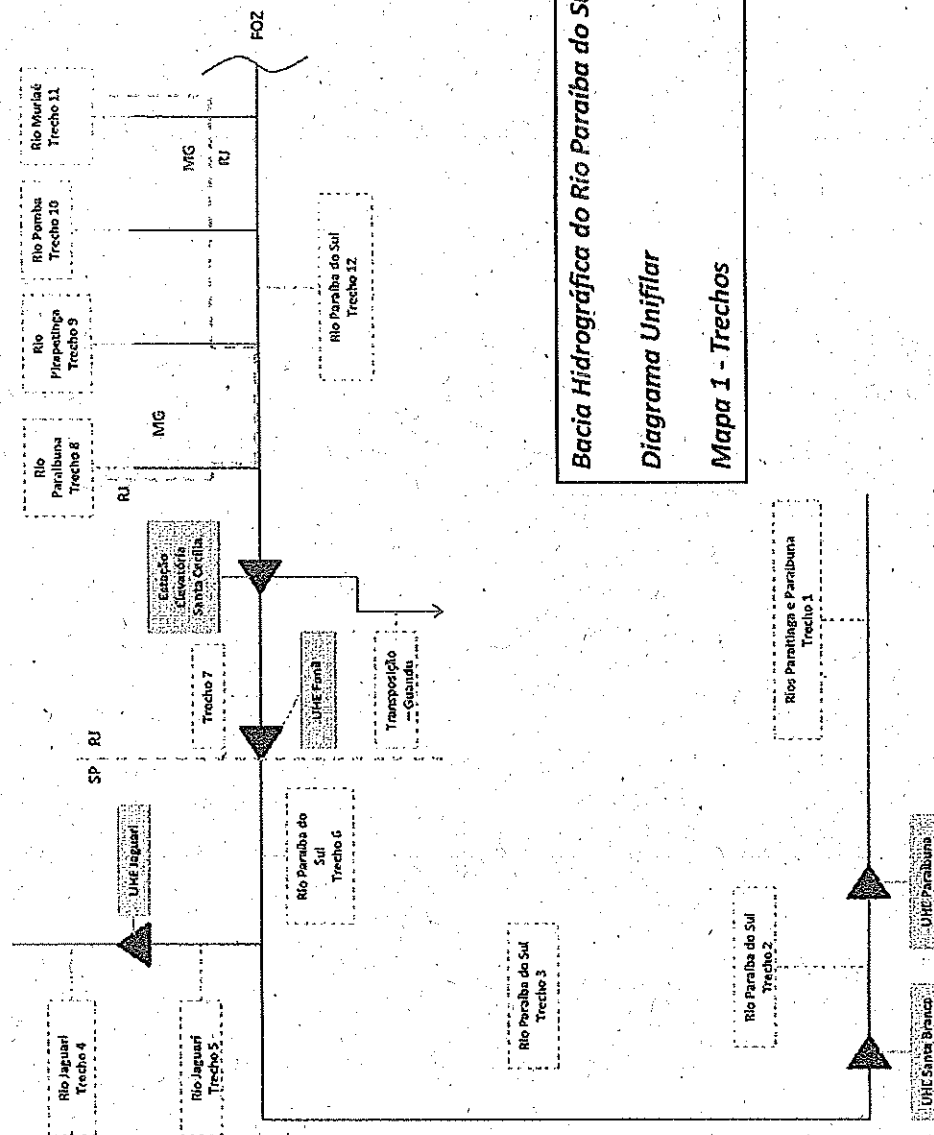 FOZ
Rio Muriaé
Trecho 11
Rio Pomba
Trecho 10
Rio
Pirapetinga
Trecho 9
Rio
Paraibuna
Trecho 8
MG
RJ
MG
RJ
Rio Paraíba do Sul
Trecho 12
Estação
Elevatória
Santa Cecília
Trecho 7
UHE Funil
Transposição
– Guandu
SP
RJ
UHE Jaguari
Rio Paraíba do
Sul
Trecho 6
Rio Jaguari
Trecho 4
Rio Jaguari
Trecho 5
Rio Paraíba do Sul
Trecho 3
Rio Paraíba do Sul
Trecho 2
Rios Paraitinga e Paraibuna
Trecho 1
UHE Santa Branca
UHE Paraibuna
Bacia Hidrográfica do Rio Paraíba do Su
Diagrama Unifilar
Mapa 1 - Trechos